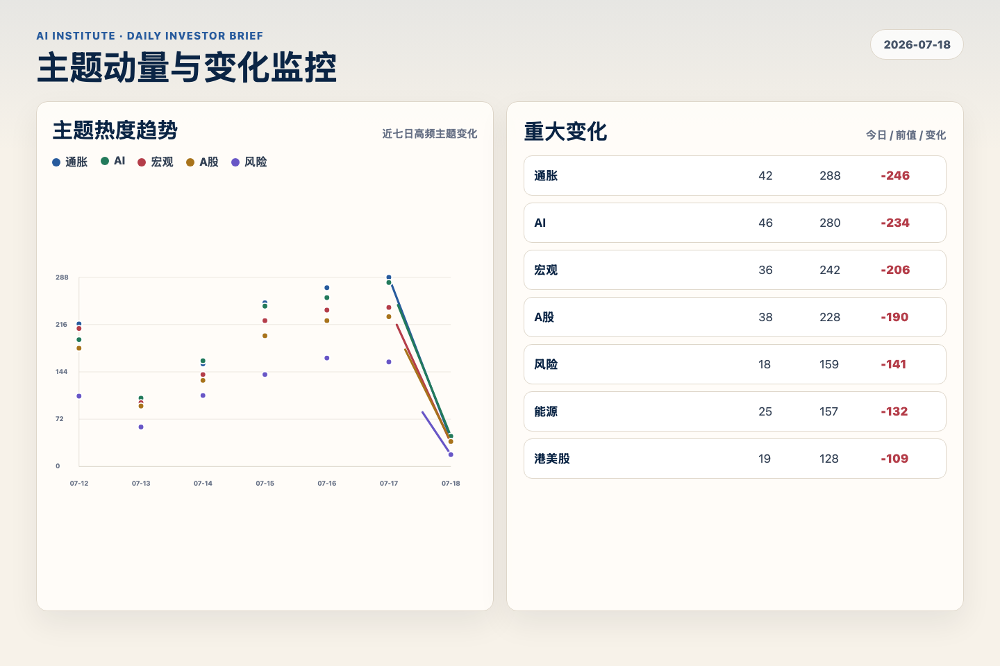 AI INSTITUTE · DAILY INVESTOR BRIEF
主题动量与变化监控
2026-07-18
主题热度趋势
近七日高频主题变化
通胀 AI 宏观 A股 风险
288
216
144
72
0
07-12 07-13 07-14 07-15 07-16 07-17 07-18
重大变化
今日 / 前值 / 变化
通胀 42 288 -246
AI 46 280 -234
宏观 36 242 -206
A股 38 228 -190
风险 18 159 -141
能源 25 157 -132
港美股 19 128 -109